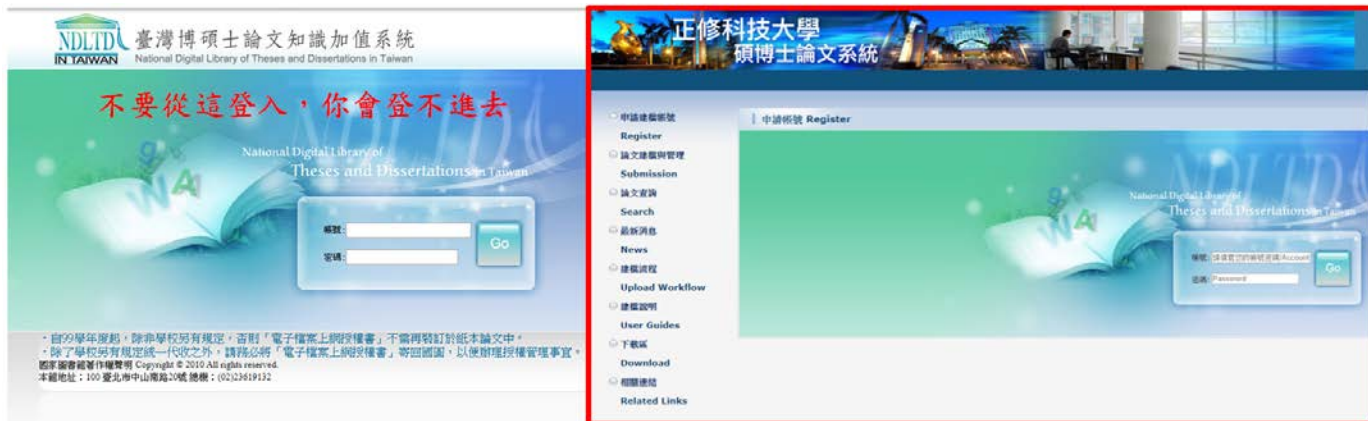 NDLTD
IN TAIWAN
臺灣博碩士論文知識加值系統
National Digital Library of Theses and Dissertations in Taiwan
不要從這登入，你會登不進去
NDLTD
National Digital Library of
Theses and Dissertations in Taiwan
帳號:
密碼:
Go
・自99學年度起，除非學校另有規定，否則「電子檔案上網授權書」不需再裝訂於紙本論文中。
・除了學校另有規定統一代收之外，請務必將「電子檔案上網授權書」寄回國圖，以便辦理授權管理事宜。
國家圖書館著作權聲明 Copyright © 2010 All rights reserved.
本館地址：100 臺北市中山南路20號 總機：(02)23619132
正修科技大學
碩博士論文系統
申請建檔帳號
Register
論文建檔與管理
Submission
論文查詢
Search
最新消息
News
建檔流程
Upload Workflow
建檔說明
User Guides
下載區
Download
相關連結
Related Links
申請帳號 Register
NDLTD
National Digital Library of
Theses and Dissertations in Taiwan
帳號:
密碼: Password
Go